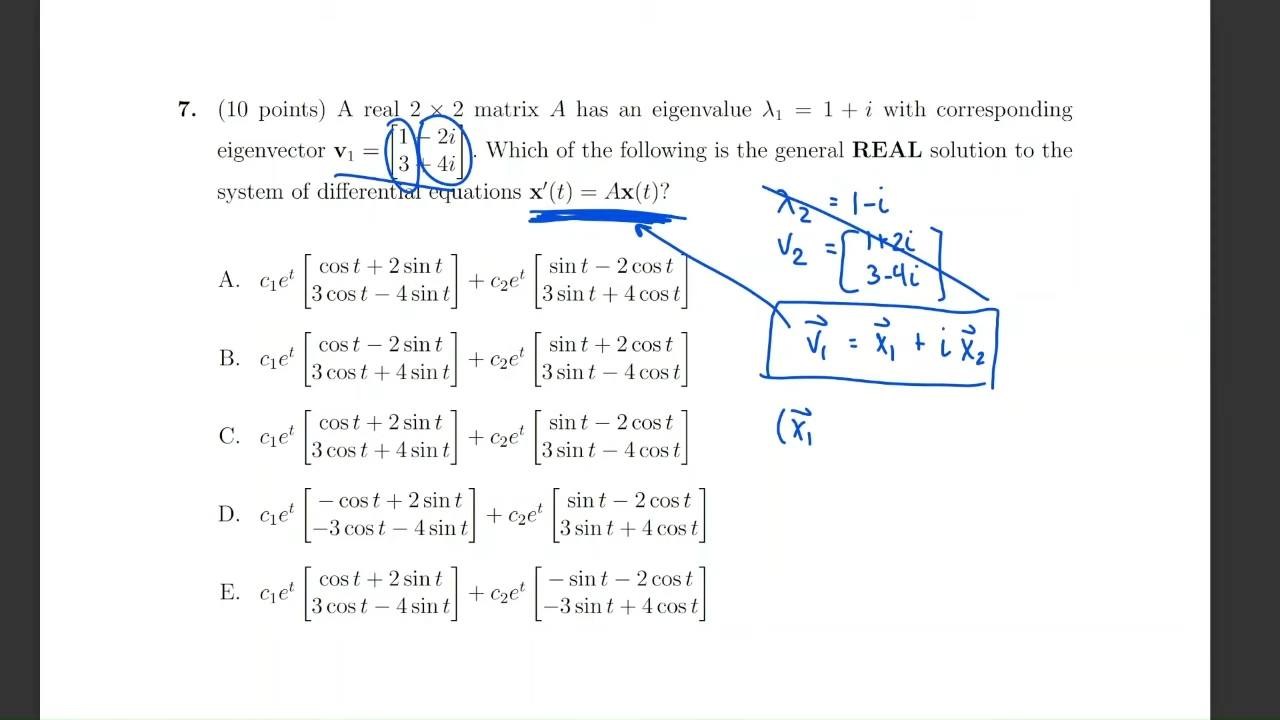 7. (10 points) A real 2 × 2 matrix A has an eigenvalue λ₁ = 1 + i with corresponding
eigenvector v₁ = [1 − 2i; 3 + 4i]. Which of the following is the general REAL solution to the
system of differential equations x′(t) = Ax(t)?
A. c₁eᵗ [cos t + 2 sin t; 3 cos t − 4 sin t] + c₂eᵗ [sin t − 2 cos t; 3 sin t + 4 cos t]
B. c₁eᵗ [cos t − 2 sin t; 3 cos t + 4 sin t] + c₂eᵗ [sin t + 2 cos t; 3 sin t − 4 cos t]
C. c₁eᵗ [cos t + 2 sin t; 3 cos t + 4 sin t] + c₂eᵗ [sin t − 2 cos t; 3 sin t − 4 cos t]
D. c₁eᵗ [− cos t + 2 sin t; −3 cos t − 4 sin t] + c₂eᵗ [sin t − 2 cos t; 3 sin t + 4 cos t]
E. c₁eᵗ [cos t + 2 sin t; 3 cos t − 4 sin t] + c₂eᵗ [− sin t − 2 cos t; −3 sin t + 4 cos t]
λ₂ = 1-i
v₂ = [1+2i; 3-4i]
v⃗₁ = x⃗₁ + i x⃗₂
(x⃗₁